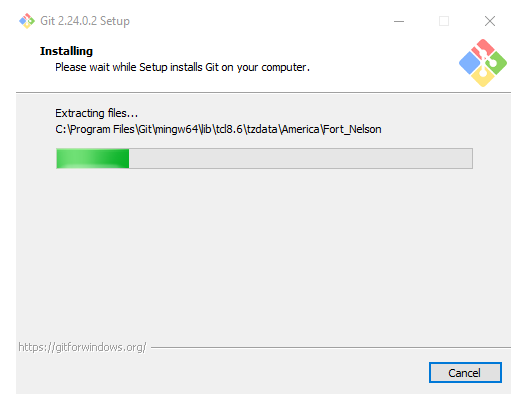 Git 2.24.0.2 Setup
Installing
Please wait while Setup installs Git on your computer.
Extracting files...
C:\Program Files\Git\mingw64\lib\tcl8.6\tzdata\America\Fort_Nelson
https://gitforwindows.org/
Cancel